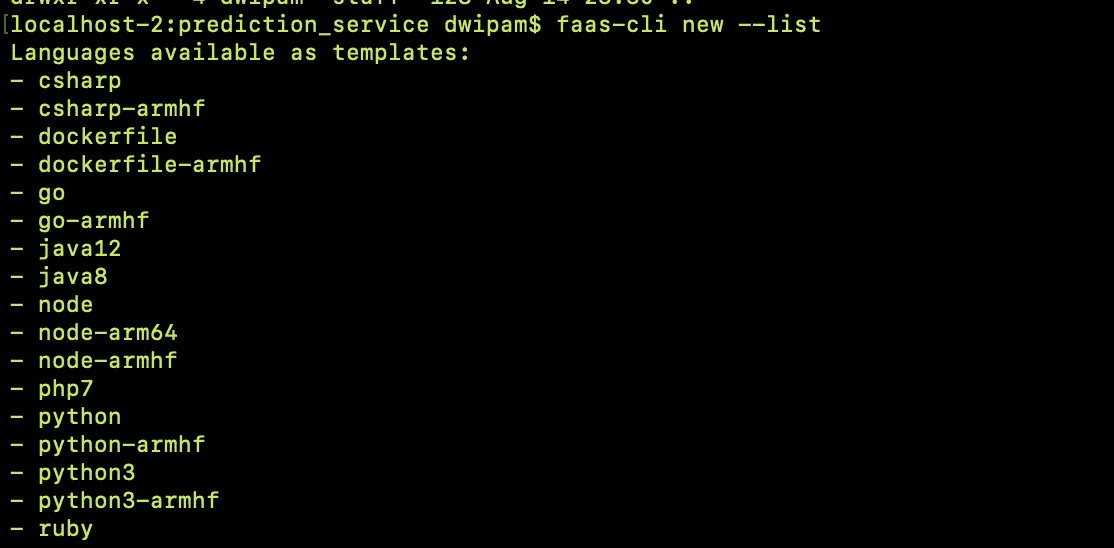 [localhost-2:prediction_service dwipam$ faas-cli new --list
Languages available as templates:
- csharp
- csharp-armhf
- dockerfile
- dockerfile-armhf
- go
- go-armhf
- java12
- java8
- node
- node-arm64
- node-armhf
- php7
- python
- python-armhf
- python3
- python3-armhf
- ruby